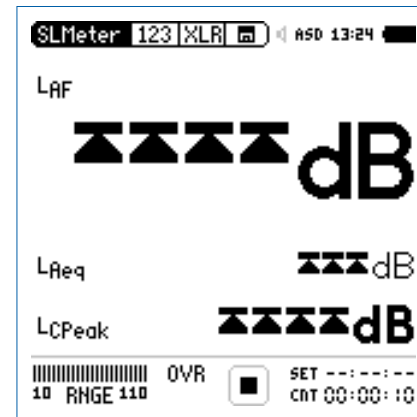 SLMeter 123 XLR ASD 13:24
LAF
dB
LAeq dB
LCPeak dB
OVR SET --:--:--
10 RNGE 110 CNT 00:00:10